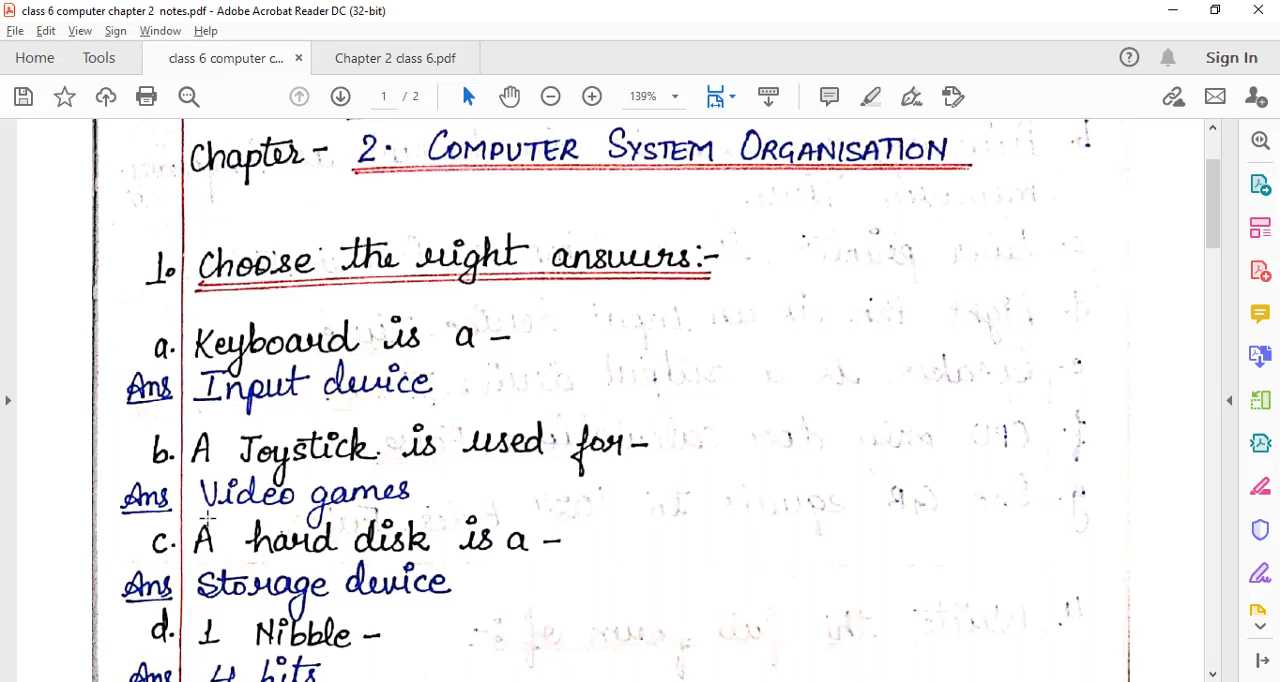 class 6 computer chapter 2 notes.pdf - Adobe Acrobat Reader DC (32-bit)
File Edit View Sign Window Help
Home Tools class 6 computer c... × Chapter 2 class 6.pdf Sign In
1 / 2 139%
Chapter - 2. COMPUTER SYSTEM ORGANISATION
1. Choose the right answers:-
a. Keyboard is a -
Ans Input device
b. A Joystick is used for-
Ans Video games
c. A hard disk is a -
Ans Storage device
d. 1 Nibble -
Ans 4 bits